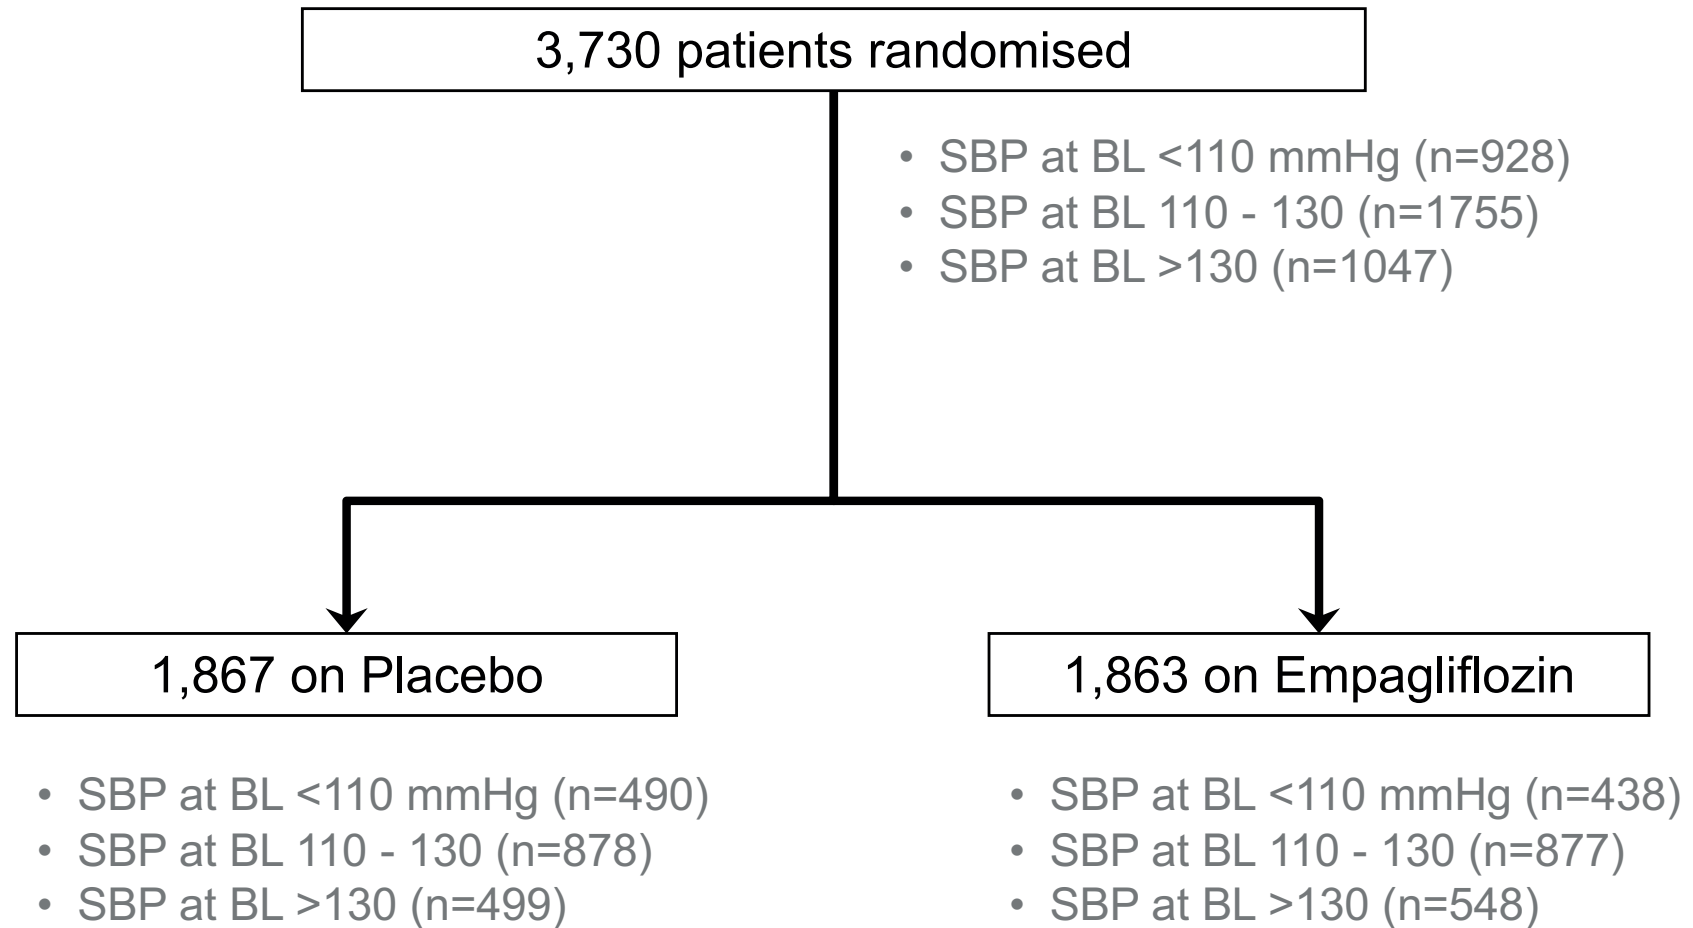 3,730 patients randomised
• SBP at BL <110 mmHg (n=928)
• SBP at BL 110 - 130 (n=1755)
• SBP at BL >130 (n=1047)
1,867 on Placebo
• SBP at BL <110 mmHg (n=490)
• SBP at BL 110 - 130 (n=878)
• SBP at BL >130 (n=499)
1,863 on Empagliflozin
• SBP at BL <110 mmHg (n=438)
• SBP at BL 110 - 130 (n=877)
• SBP at BL >130 (n=548)